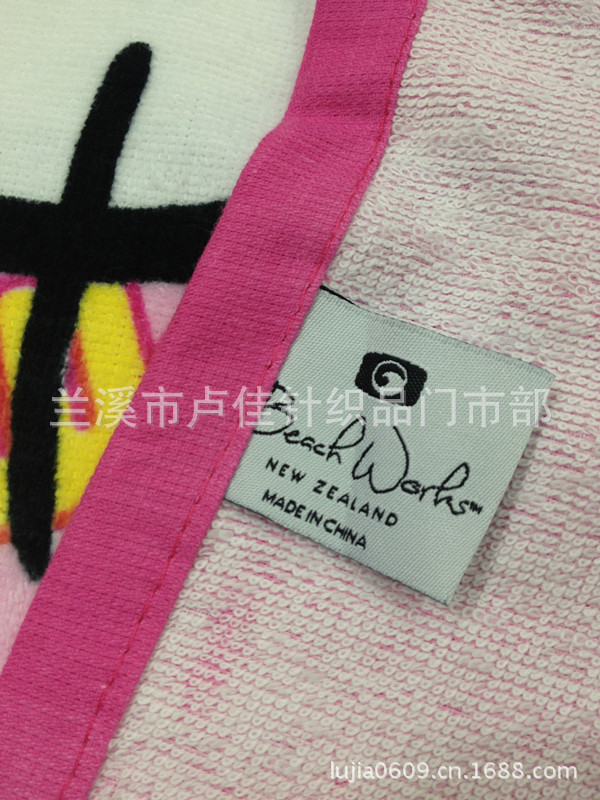 兰溪市卢佳针织品门市部
Beach Works™
NEW ZEALAND
MADE IN CHINA
lujia0609.cn.1688.com